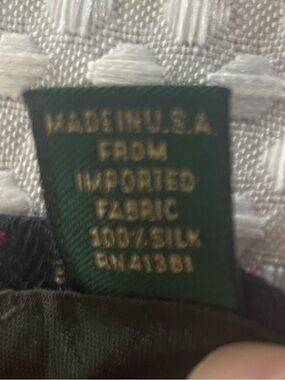 MADE IN U.S.A.
FROM
IMPORTED
FABRIC
100% SILK
RN 41381